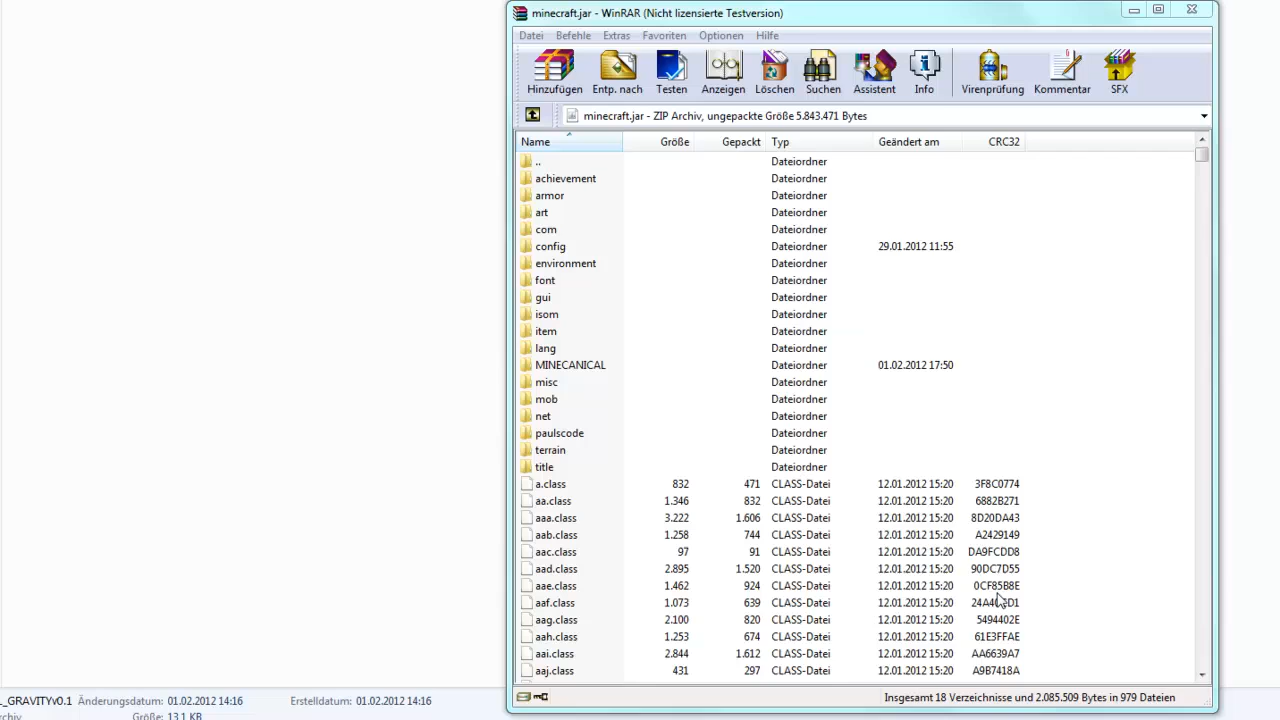 minecraft.jar - WinRAR (Nicht lizensierte Testversion)
Datei Befehle Extras Favoriten Optionen Hilfe
Hinzufügen Entp. nach Testen Anzeigen Löschen Suchen Assistent Info Virenprüfung Kommentar SFX
minecraft.jar - ZIP Archiv, ungepackte Größe 5.843.471 Bytes
Name Größe Gepackt Typ Geändert am CRC32
.. Dateiordner
achievement Dateiordner
armor Dateiordner
art Dateiordner
com Dateiordner
config Dateiordner 29.01.2012 11:55
environment Dateiordner
font Dateiordner
gui Dateiordner
isom Dateiordner
item Dateiordner
lang Dateiordner
MINECANICAL Dateiordner 01.02.2012 17:50
misc Dateiordner
mob Dateiordner
net Dateiordner
paulscode Dateiordner
terrain Dateiordner
title Dateiordner
a.class 832 471 CLASS-Datei 12.01.2012 15:20 3F8C0774
aa.class 1.346 832 CLASS-Datei 12.01.2012 15:20 6882B271
aaa.class 3.222 1.606 CLASS-Datei 12.01.2012 15:20 8D20DA43
aab.class 1.258 744 CLASS-Datei 12.01.2012 15:20 A2429149
aac.class 97 91 CLASS-Datei 12.01.2012 15:20 DA9FCDD8
aad.class 2.895 1.520 CLASS-Datei 12.01.2012 15:20 90DC7D55
aae.class 1.462 924 CLASS-Datei 12.01.2012 15:20 0CF85B8E
aaf.class 1.073 639 CLASS-Datei 12.01.2012 15:20
aag.class 2.100 820 CLASS-Datei 12.01.2012 15:20 5494402E
aah.class 1.253 674 CLASS-Datei 12.01.2012 15:20 61E3FFAE
aai.class 2.844 1.612 CLASS-Datei 12.01.2012 15:20 AA6639A7
aaj.class 431 297 CLASS-Datei 12.01.2012 15:20 A9B7418A
Insgesamt 18 Verzeichnisse und 2.085.509 Bytes in 979 Dateien
L_GRAVITYv0.1 Änderungsdatum: 01.02.2012 14:16 Erstelldatum: 01.02.2012 14:16
rchiv Größe: 13,1 KB